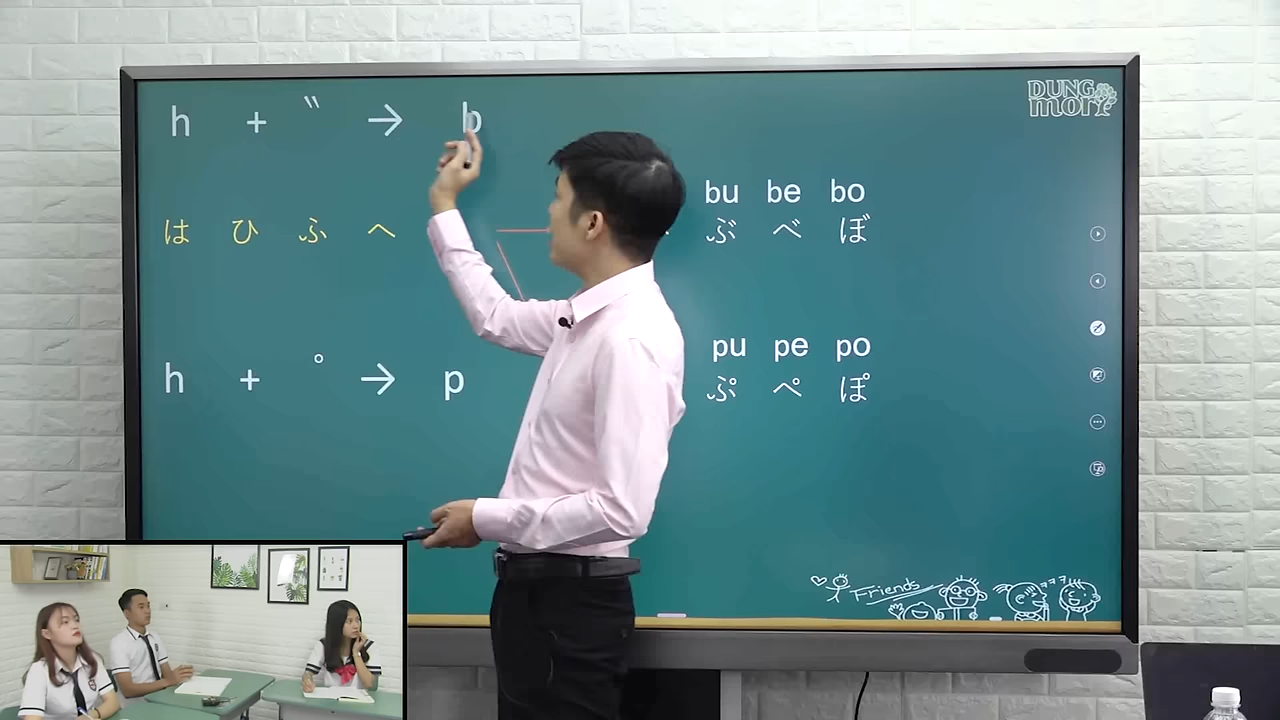 DUNG
mori
h + ゛ → b
bu be bo
は ひ ふ へ ぶ べ ぼ
pu pe po
h + ゜ → p
ぷ ぺ ぽ
Friends
???